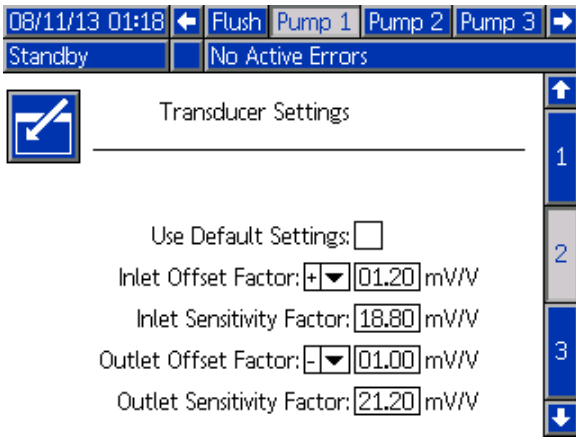 08/11/13 01:18 Flush Pump 1 Pump 2 Pump 3
Standby No Active Errors
Transducer Settings
1
Use Default Settings:
2
Inlet Offset Factor: + 01.20 mV/V
Inlet Sensitivity Factor: 18.80 mV/V
Outlet Offset Factor: - 01.00 mV/V
3
Outlet Sensitivity Factor: 21.20 mV/V